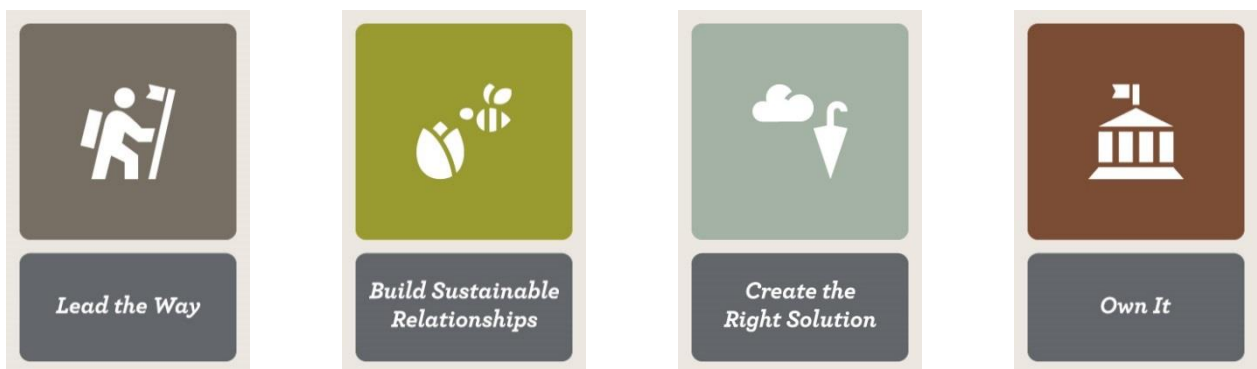 Lead the Way
Build Sustainable
Relationships
Create the
Right Solution
Own It